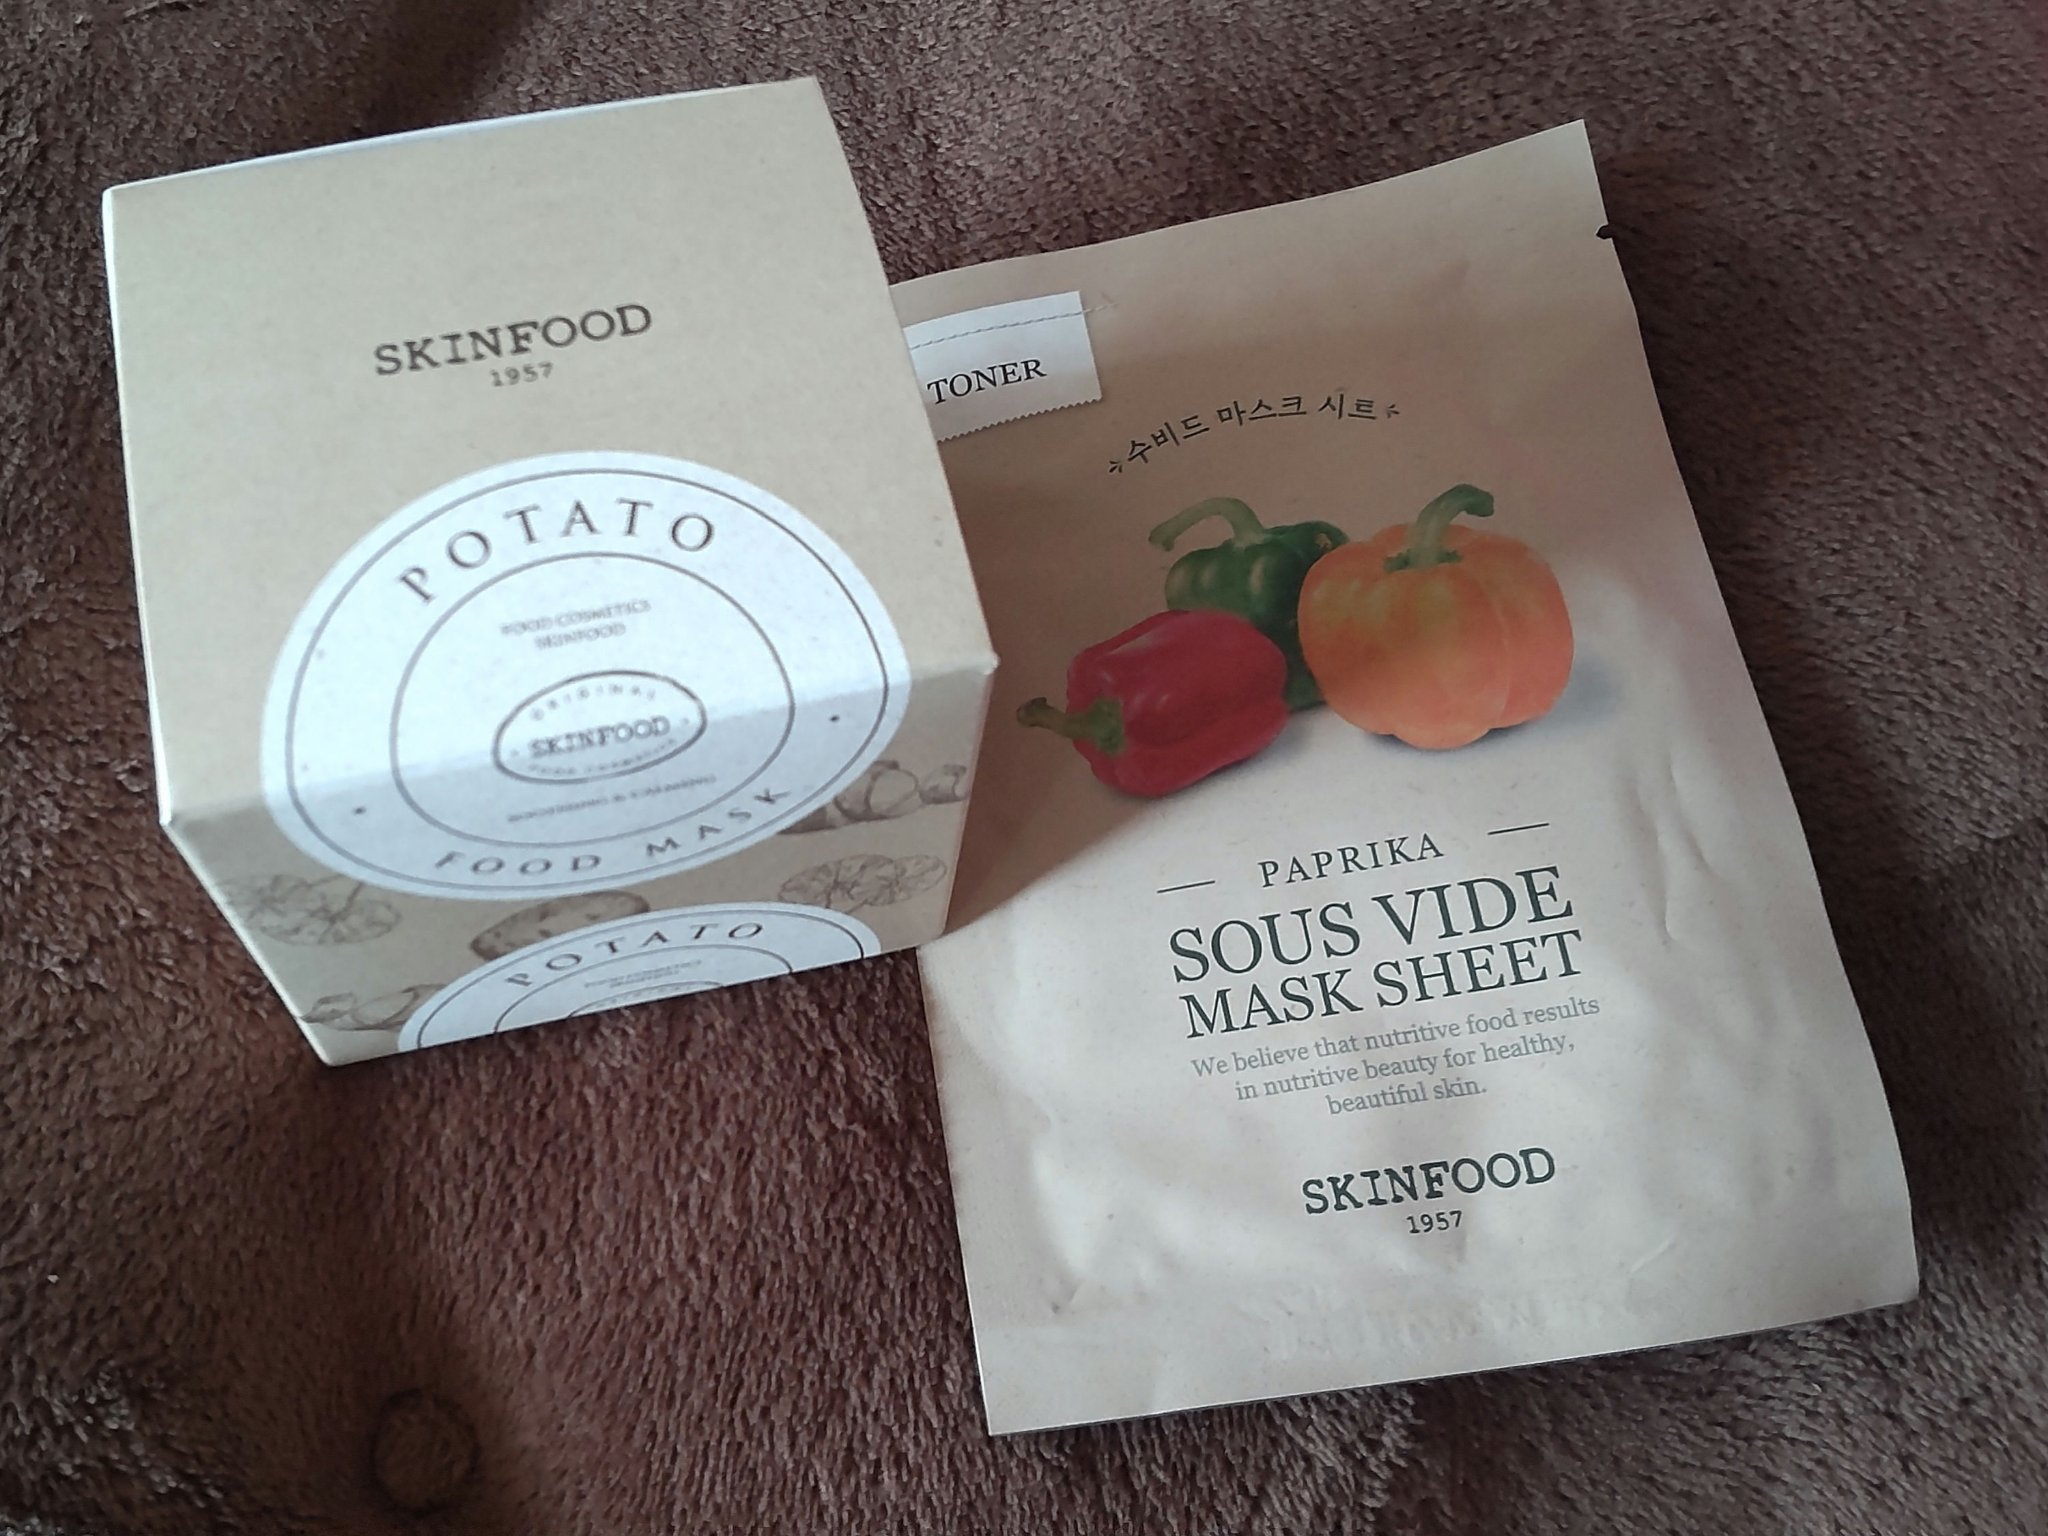 SKINFOOD
1957
POTATO
FOOD COSMETICS
SKINFOOD
ORIGINAL
SKINFOOD
FOOD MASK
POTATO
TONER
수비드 마스크 시트
PAPRIKA
SOUS VIDE
MASK SHEET
We believe that nutritive food results
in nutritive beauty for healthy,
beautiful skin.
SKINFOOD
1957